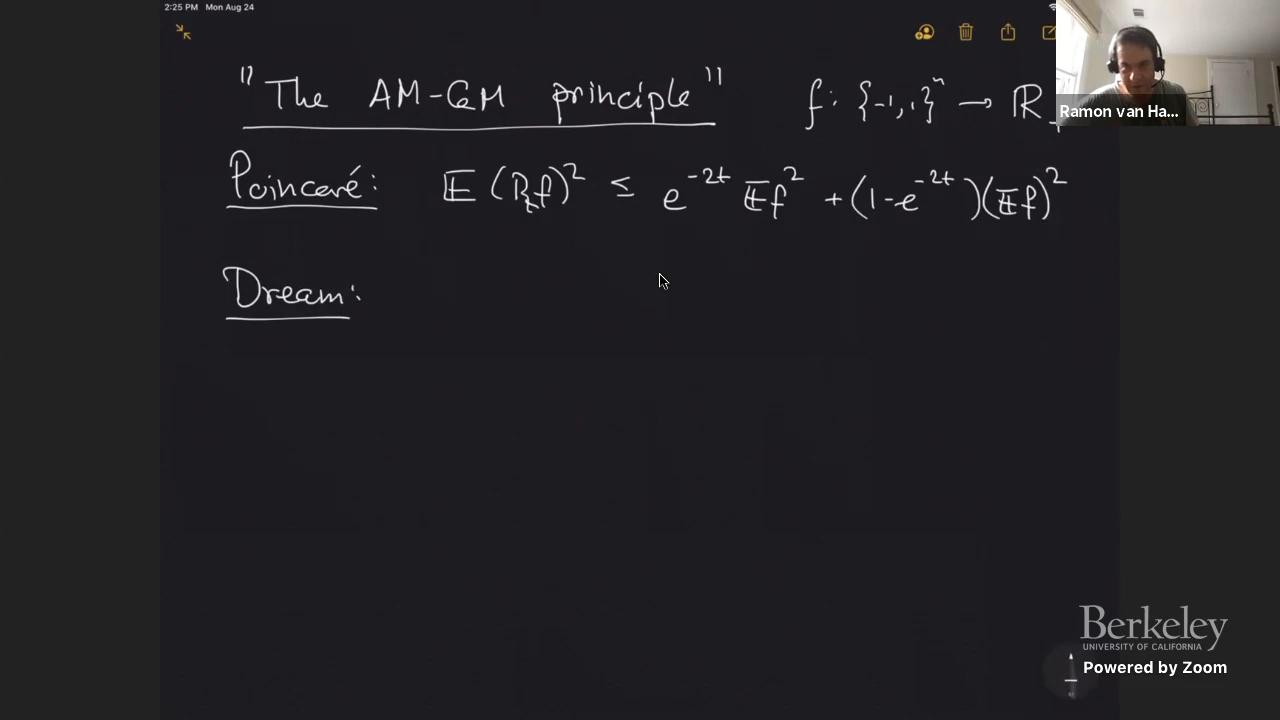 2:25 PM Mon Aug 24
"The AM-GM principle" f: {-1,1}ⁿ → ℝ₊
Ramon van Ha...
Poincaré: 𝔼(Pₜf)² ≤ e⁻²ᵗ 𝔼f² + (1-e⁻²ᵗ)(𝔼f)²
Dream:
Berkeley
UNIVERSITY OF CALIFORNIA
Powered by Zoom